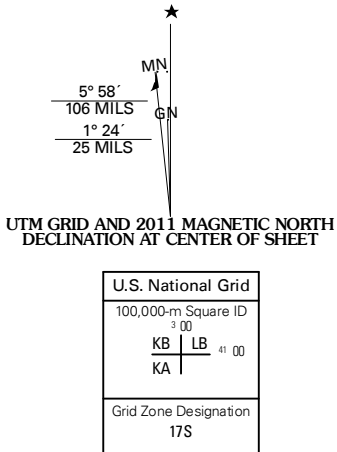 ★
M.N.
5° 58´
106 MILS
GN
1° 24´
25 MILS
UTM GRID AND 2011 MAGNETIC NORTH
DECLINATION AT CENTER OF SHEET
U.S. National Grid
100,000-m Square ID
3 00
KB LB 41 00
KA
Grid Zone Designation
17S